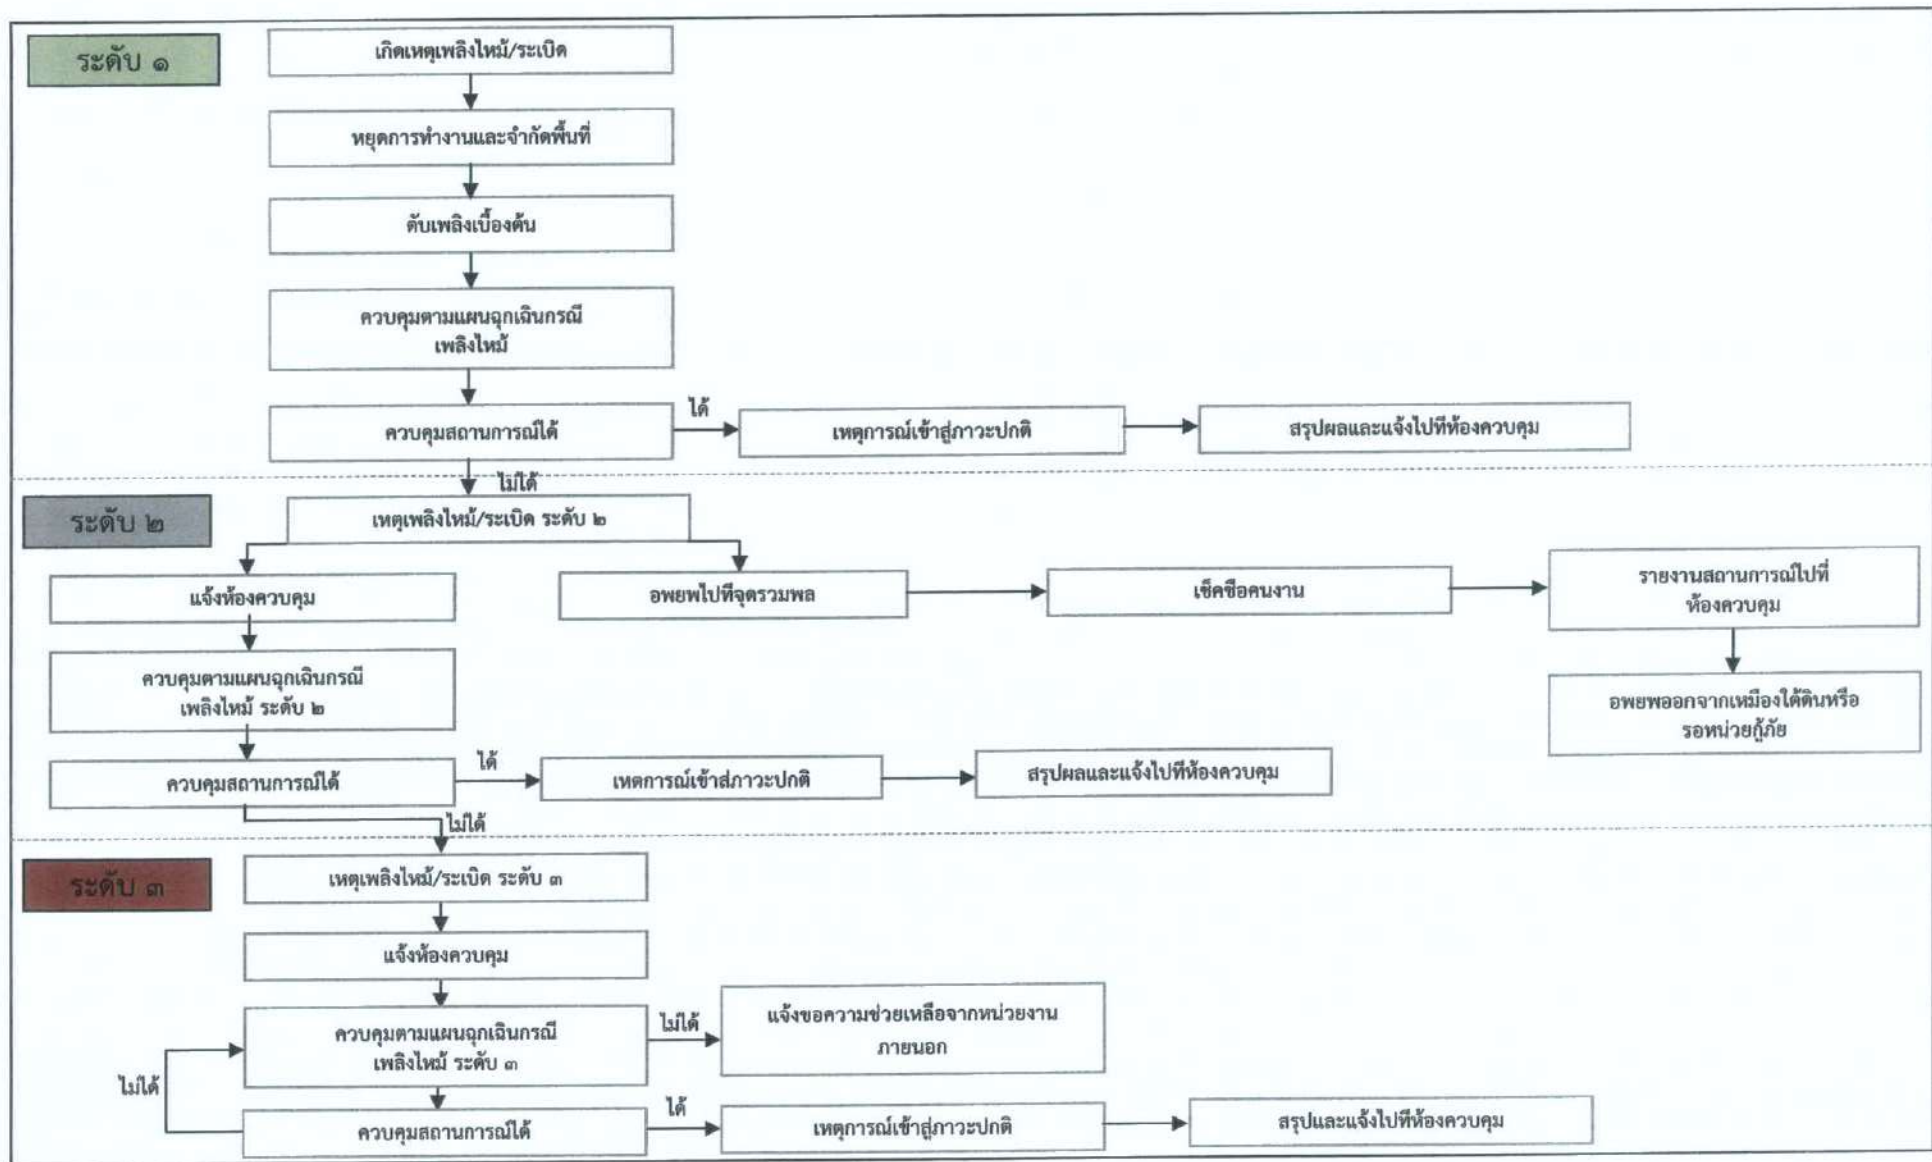 ระดับ ๑
เกิดเหตุเพลิงไหม้/ระเบิด
หยุดการทำงานและจำกัดพื้นที่
ดับเพลิงเบื้องต้น
ควบคุมตามแผนฉุกเฉินกรณี
เพลิงไหม้
ควบคุมสถานการณ์ได้
ได้
เหตุการณ์เข้าสู่ภาวะปกติ
สรุปผลและแจ้งไปที่ห้องควบคุม
ไม่ได้
ระดับ ๒
เหตุเพลิงไหม้/ระเบิด ระดับ ๒
แจ้งห้องควบคุม
อพยพไปที่จุดรวมพล
เช็คชื่อคนงาน
รายงานสถานการณ์ไปที่
ห้องควบคุม
ควบคุมตามแผนฉุกเฉินกรณี
เพลิงไหม้ ระดับ ๒
อพยพออกจากเหมืองใต้ดินหรือ
รอหน่วยกู้ภัย
ควบคุมสถานการณ์ได้
ได้
เหตุการณ์เข้าสู่ภาวะปกติ
สรุปผลและแจ้งไปที่ห้องควบคุม
ไม่ได้
ระดับ ๓
เหตุเพลิงไหม้/ระเบิด ระดับ ๓
แจ้งห้องควบคุม
ควบคุมตามแผนฉุกเฉินกรณี
เพลิงไหม้ ระดับ ๓
ไม่ได้
แจ้งขอความช่วยเหลือจากหน่วยงาน
ภายนอก
ไม่ได้
ควบคุมสถานการณ์ได้
ได้
เหตุการณ์เข้าสู่ภาวะปกติ
สรุปและแจ้งไปที่ห้องควบคุม